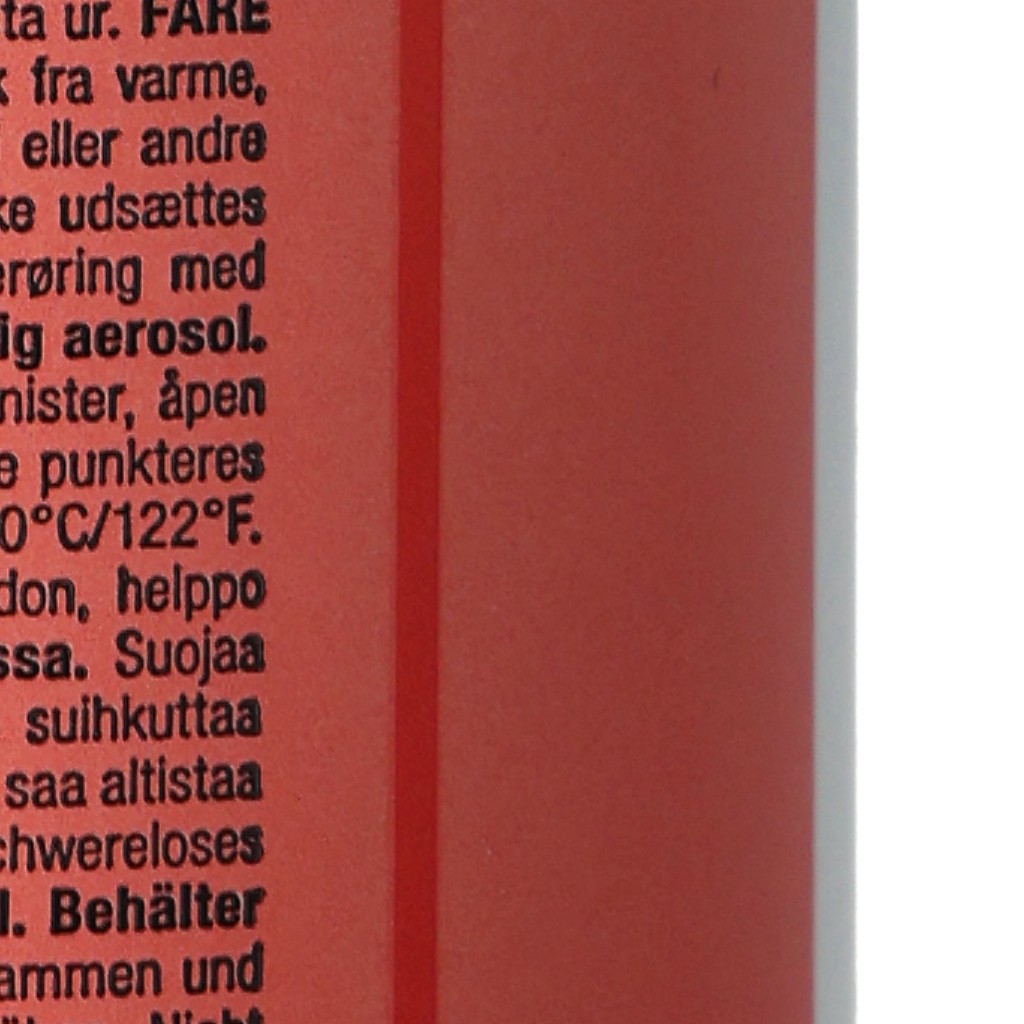 ta ur. FARE
k fra varme,
eller andre
ke udsættes
erøring med
ig aerosol.
nister, åpen
e punkteres
0°C/122°F.
don, helppo
ssa. Suojaa
suihkuttaa
saa altistaa
chwereloses
l. Behälter
ammen und
Nicht